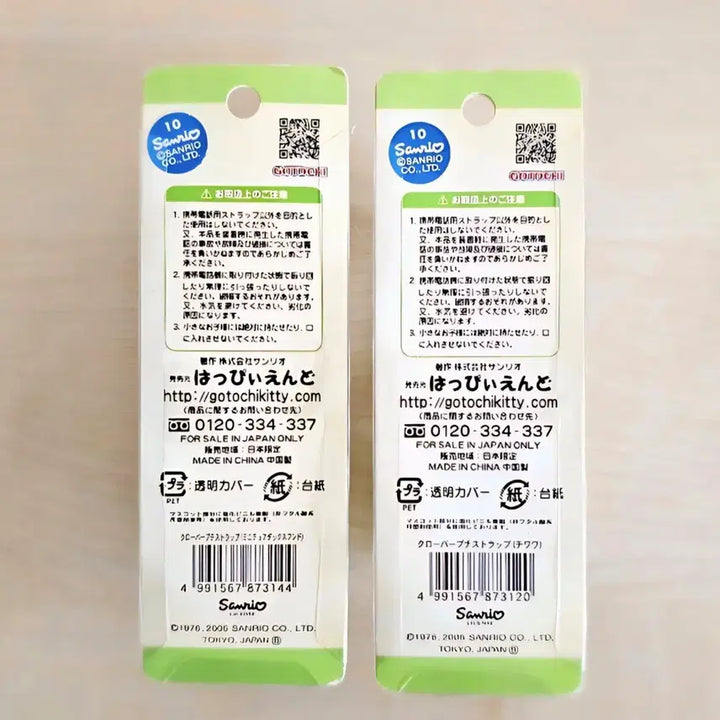 10
Sanrio
©SANRIO
CO., LTD.
GOTOCHI
⚠ お取扱上のご注意
1. 携帯電話用ストラップ以外を目的とし
た使用はしないでください。
又、本品を装着時に発生した携帯電
話の事故や故障及び破損については責
任を負いかねますのであらかじめご了
承ください。
2. 携帯電話機に取り付けた状態で振り回
したり無理に引っ張ったりしないで
ください。破損するおそれがあります。
又、水気を避けてください。劣化の
原因になります。
3. 小さなお子様には絶対に持たせたり、口
に入れさせないでください。
著作 株式会社サンリオ
発売元 はっぴぃえんど
http://gotochikitty.com
(商品に関するお問い合わせ先)
0120-334-337
FOR SALE IN JAPAN ONLY
販売地域：日本限定
MADE IN CHINA 中国製
プラ：透明カバー 紙：台紙
PET
クローバープチストラップ(ミニチュアダックスフンド)
4 991567 873144
Sanrio
LICENSE
©1976, 2006 SANRIO CO., LTD.
TOKYO, JAPAN Ⓗ
10
Sanrio
©SANRIO
CO., LTD.
GOTOCHI
⚠ お取扱上のご注意
1. 携帯電話用ストラップ以外を目的とし
た使用はしないでください。
又、本品を装着時に発生した携帯電
話の事故や故障及び破損については責
任を負いかねますのであらかじめご了
承ください。
2. 携帯電話機に取り付けた状態で振り回
したり無理に引っ張ったりしないで
ください。破損するおそれがあります。
又、水気を避けてください。劣化の
原因になります。
3. 小さなお子様には絶対に持たせたり、口
に入れさせないでください。
著作 株式会社サンリオ
発売元 はっぴぃえんど
http://gotochikitty.com
(商品に関するお問い合わせ先)
0120-334-337
FOR SALE IN JAPAN ONLY
販売地域：日本限定
MADE IN CHINA 中国製
プラ：透明カバー 紙：台紙
PET
クローバープチストラップ(チワワ)
4 991567 873120
Sanrio
LICENSE
©1976, 2006 SANRIO CO., LTD.
TOKYO, JAPAN Ⓗ